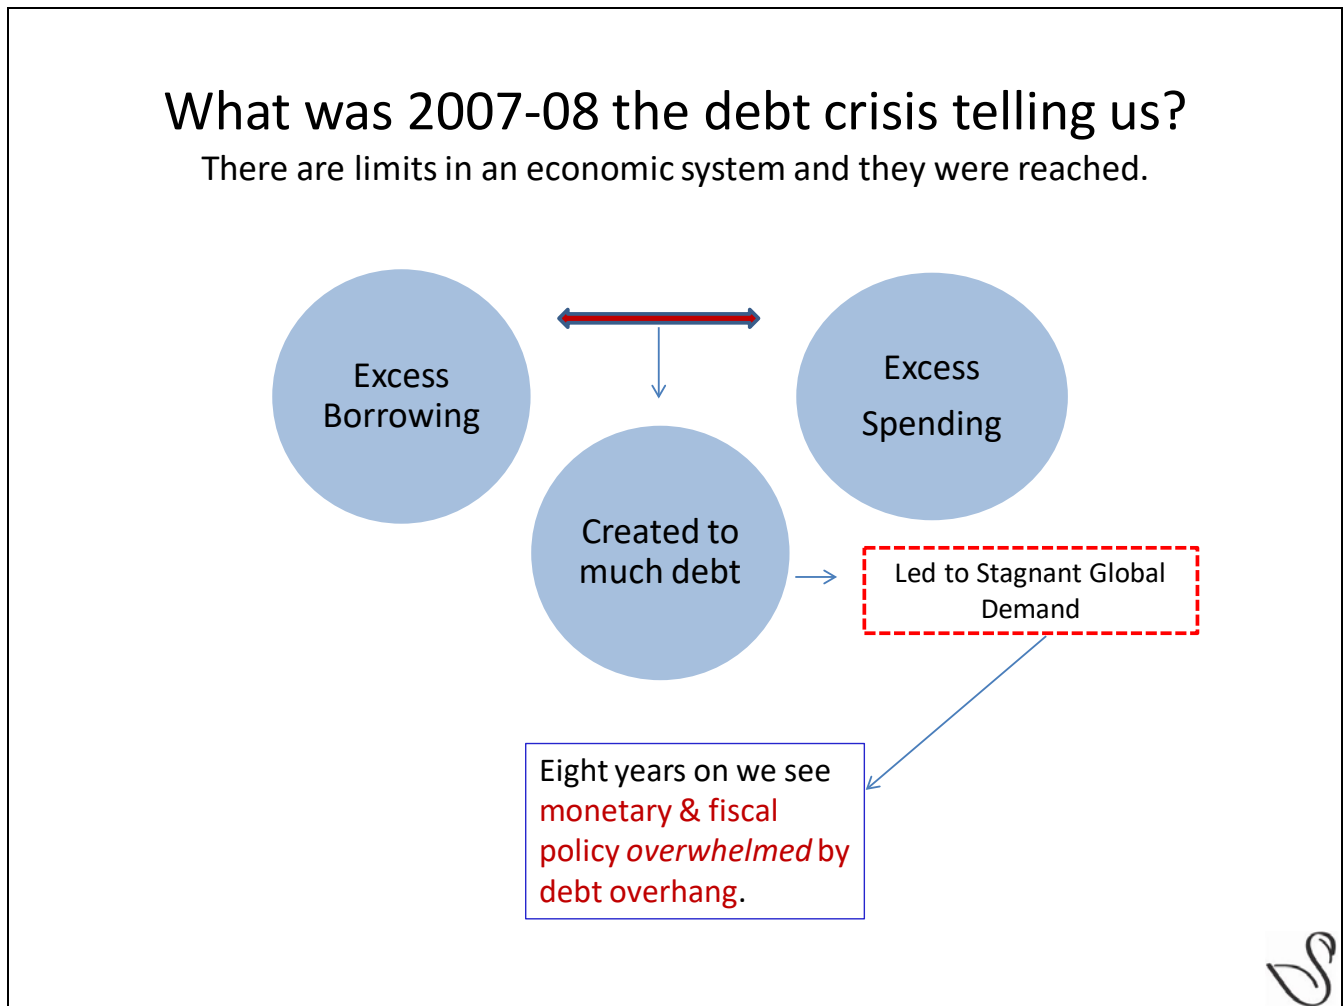 What was 2007-08 the debt crisis telling us?
There are limits in an economic system and they were reached.
Excess
Borrowing
Excess
Spending
Created to
much debt
Led to Stagnant Global
Demand
Eight years on we see
monetary & fiscal
policy overwhelmed by
debt overhang.